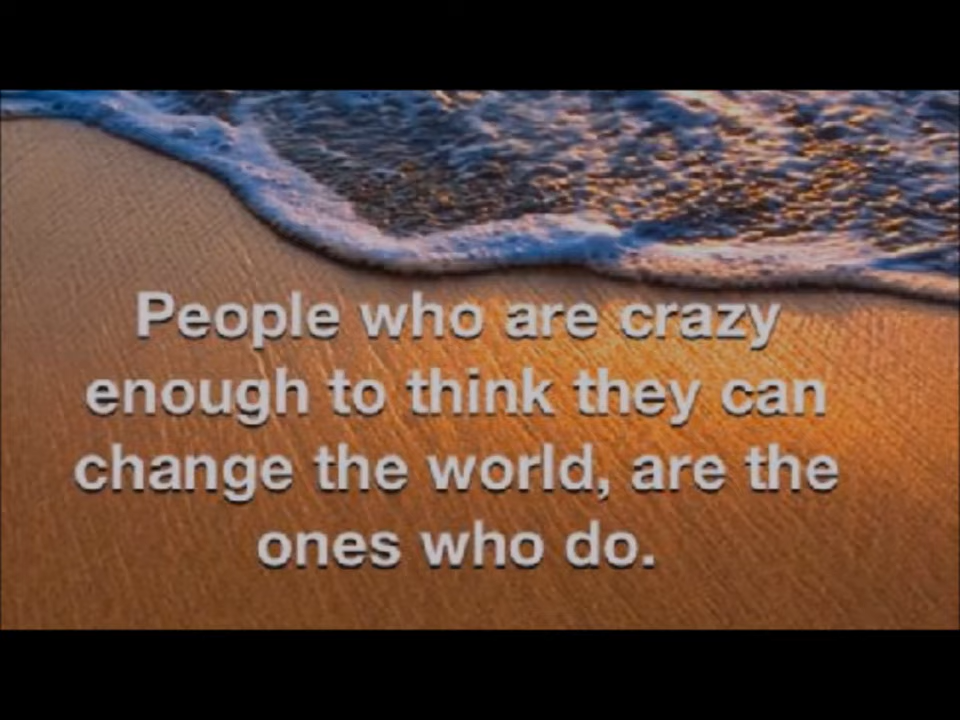 People who are crazy
enough to think they can
change the world, are the
ones who do.